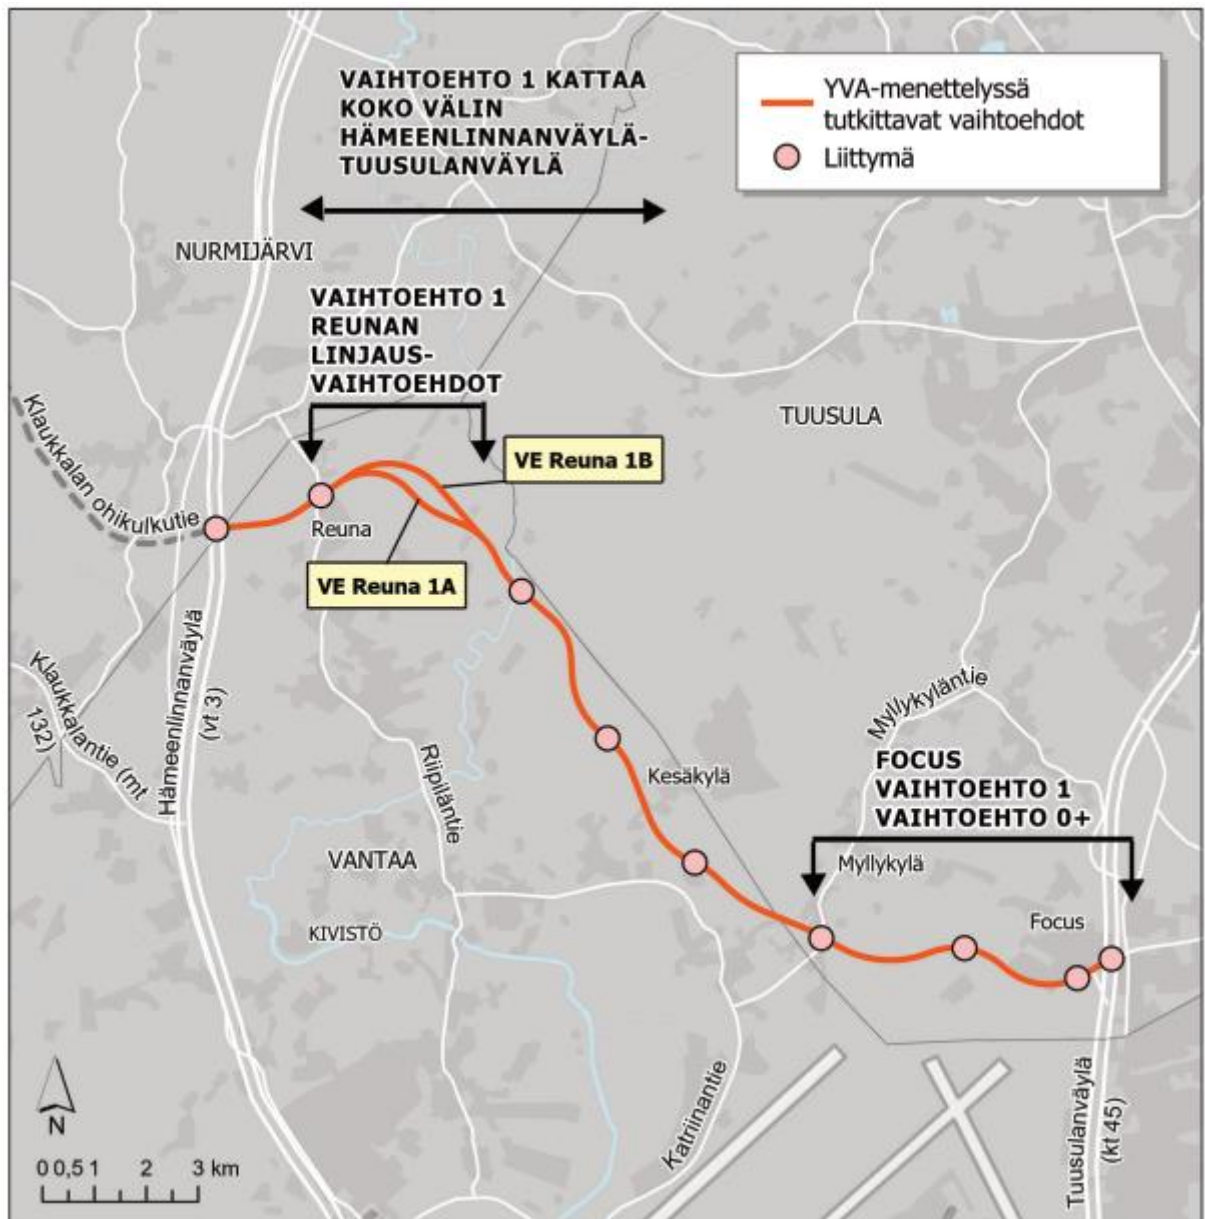 VAIHTOEHTO 1 KATTAA
KOKO VÄLIN
HÄMEENLINNANVÄYLÄ-
TUUSULANVÄYLÄ
YVA-menettelyssä
tutkittavat vaihtoehdot
Liittymä
NURMIJÄRVI
VAIHTOEHTO 1
REUNAN
LINJAUS-
VAIHTOEHDOT
TUUSULA
Klaukkalan ohikulkutie
VE Reuna 1B
Reuna
VE Reuna 1A
Hämeenlinnanväylä
(vt 3)
Klaukkalantie (mt
132)
Riipiläntie
Kesäkylä
Myllykyläntie
FOCUS
VAIHTOEHTO 1
VAIHTOEHTO 0+
VANTAA
Myllykylä
KIVISTÖ
Focus
Katriinantie
Tuusulanväylä
(kt 45)
N
0 0,5 1 2 3 km